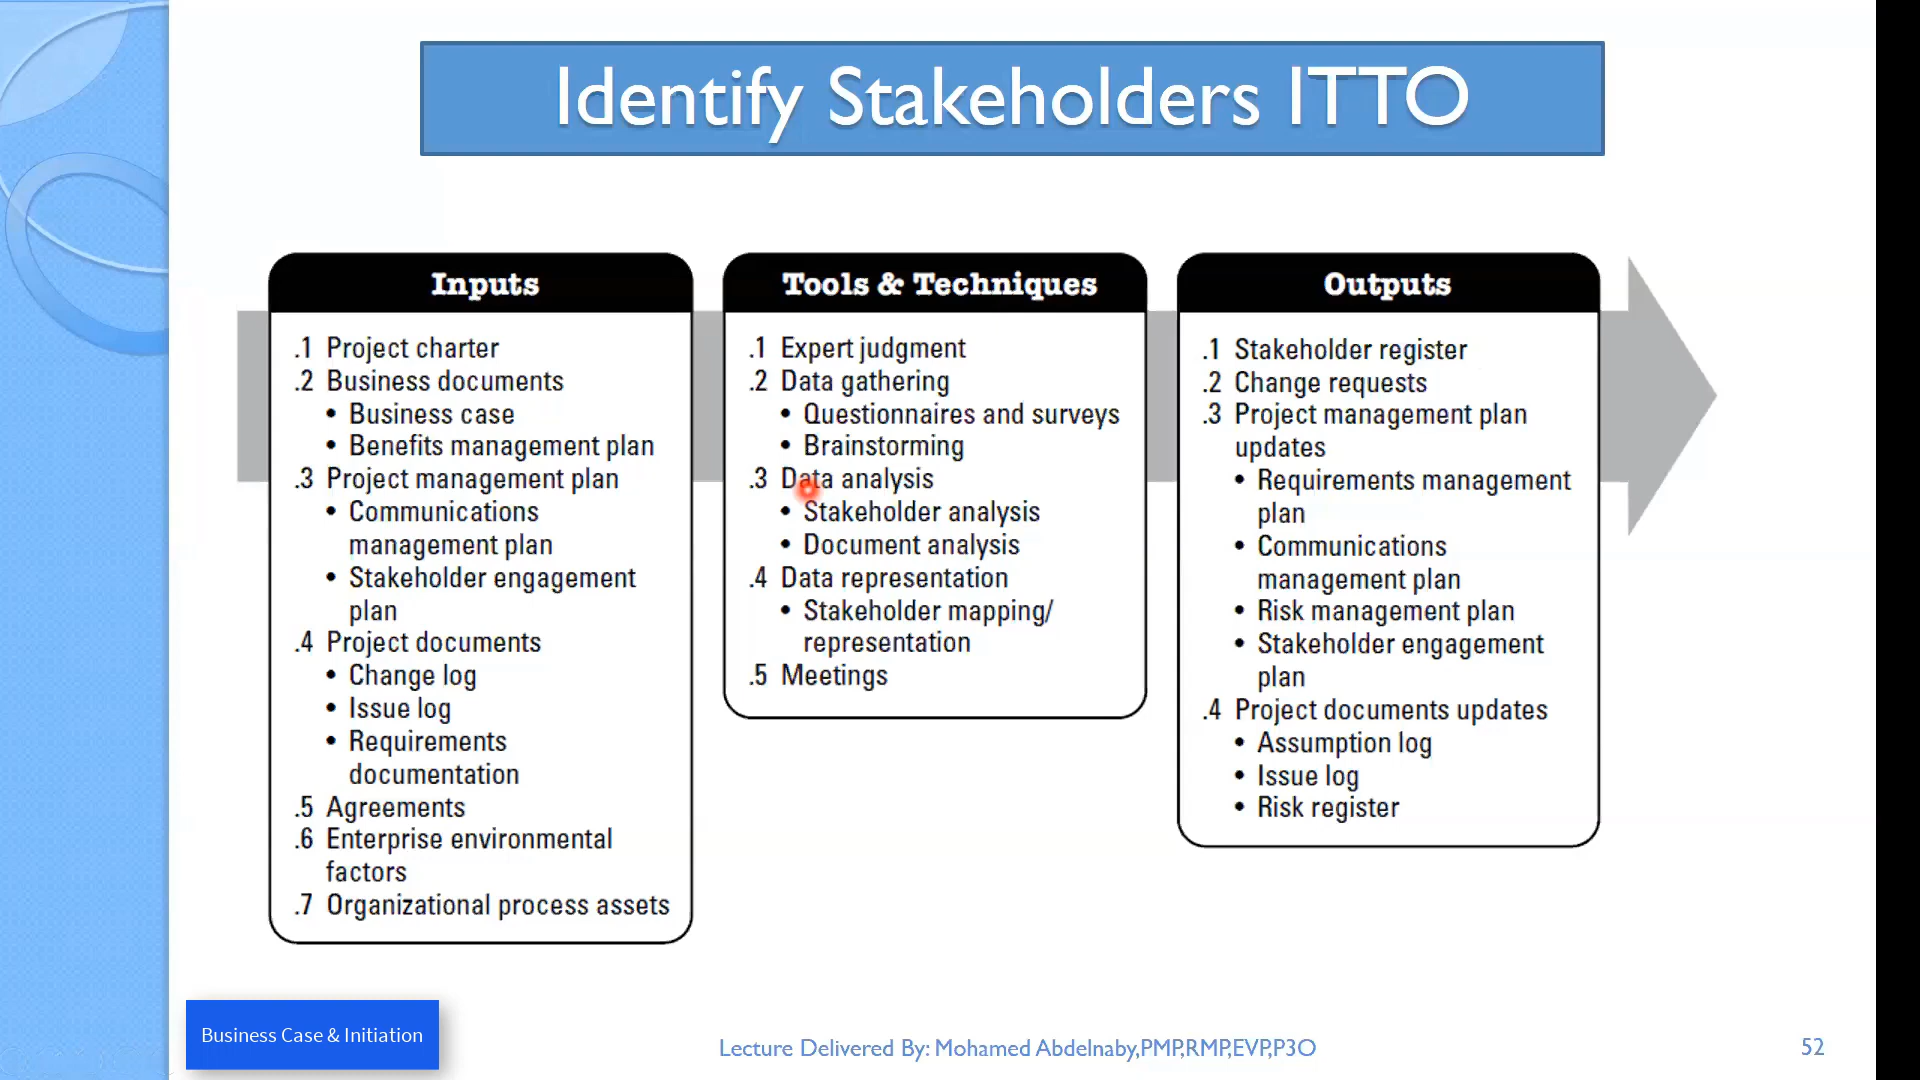 Identify Stakeholders ITTO
Inputs
.1 Project charter
.2 Business documents
• Business case
• Benefits management plan
.3 Project management plan
• Communications
management plan
• Stakeholder engagement
plan
.4 Project documents
• Change log
• Issue log
• Requirements
documentation
.5 Agreements
.6 Enterprise environmental
factors
.7 Organizational process assets
Tools & Techniques
.1 Expert judgment
.2 Data gathering
• Questionnaires and surveys
• Brainstorming
.3 Data analysis
• Stakeholder analysis
• Document analysis
.4 Data representation
• Stakeholder mapping/
representation
.5 Meetings
Outputs
.1 Stakeholder register
.2 Change requests
.3 Project management plan
updates
• Requirements management
plan
• Communications
management plan
• Risk management plan
• Stakeholder engagement
plan
.4 Project documents updates
• Assumption log
• Issue log
• Risk register
Business Case & Initiation
Lecture Delivered By: Mohamed Abdelnaby,PMP,RMP,EVP,P3O
52